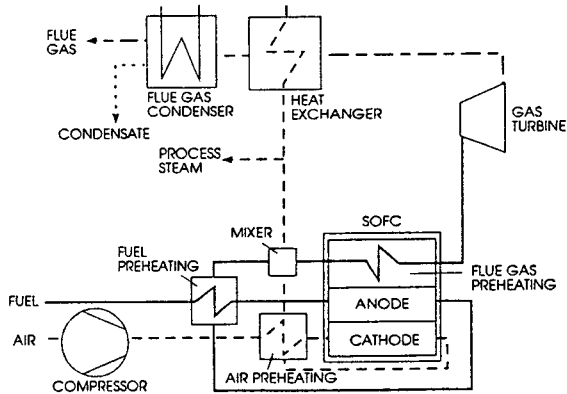 FLUE
GAS
FLUE GAS
CONDENSER
HEAT
EXCHANGER
GAS
TURBINE
CONDENSATE
PROCESS
STEAM
SOFC
MIXER
FUEL
PREHEATING
FLUE GAS
PREHEATING
FUEL
ANODE
AIR
CATHODE
AIR PREHEATING
COMPRESSOR